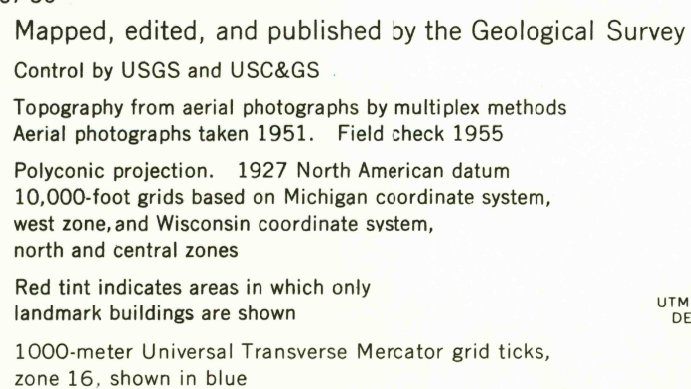 Mapped, edited, and published by the Geological Survey
Control by USGS and USC&GS
Topography from aerial photographs by multiplex methods
Aerial photographs taken 1951. Field check 1955
Polyconic projection. 1927 North American datum
10,000-foot grids based on Michigan coordinate system,
west zone, and Wisconsin coordinate system,
north and central zones
Red tint indicates areas in which only
landmark buildings are shown
UTM
DE
1000-meter Universal Transverse Mercator grid ticks,
zone 16, shown in blue